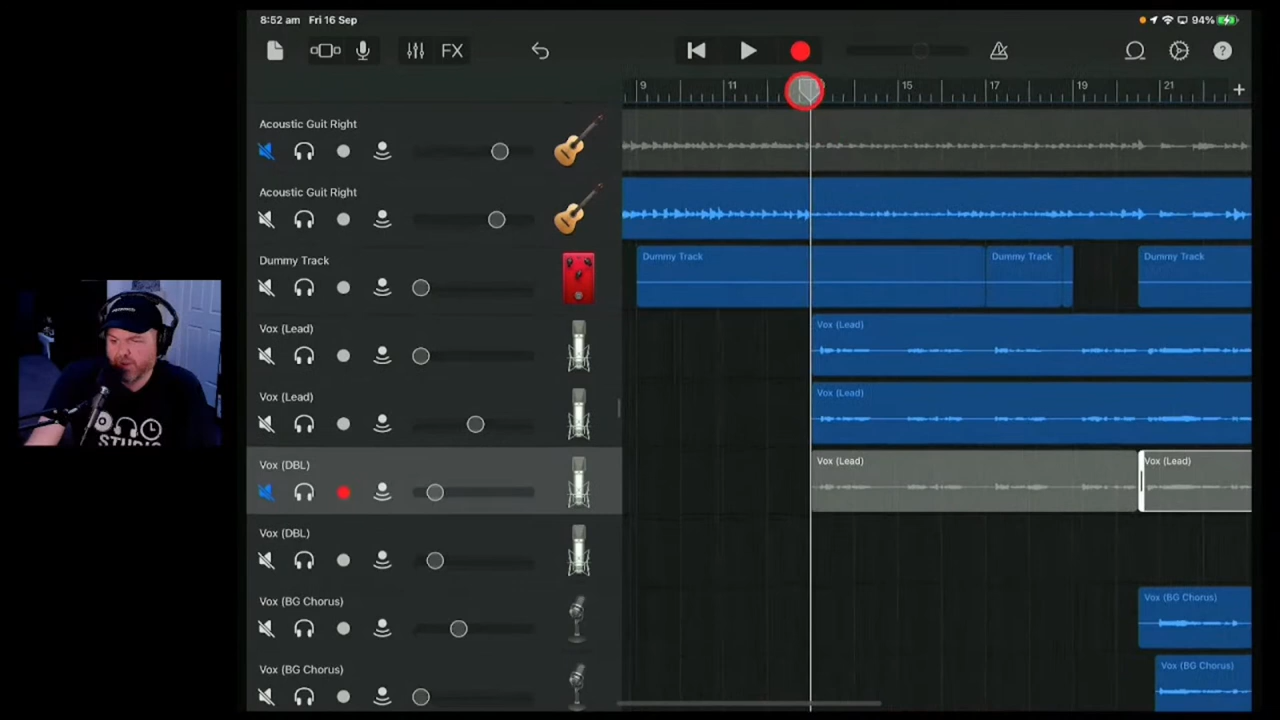 8:52 am Fri 16 Sep
94%
FX
?
9 11 15 17 19 21 +
Acoustic Guit Right
Acoustic Guit Right
Dummy Track
Dummy Track
Dummy Track
Dummy Track
Vox (Lead)
Vox (Lead)
Vox (Lead)
Vox (Lead)
Vox (DBL)
Vox (Lead)
Vox (Lead)
Vox (DBL)
Vox (BG Chorus)
Vox (BG Chorus)
Vox (BG Chorus)
Vox (BG Chorus)
STUDIO